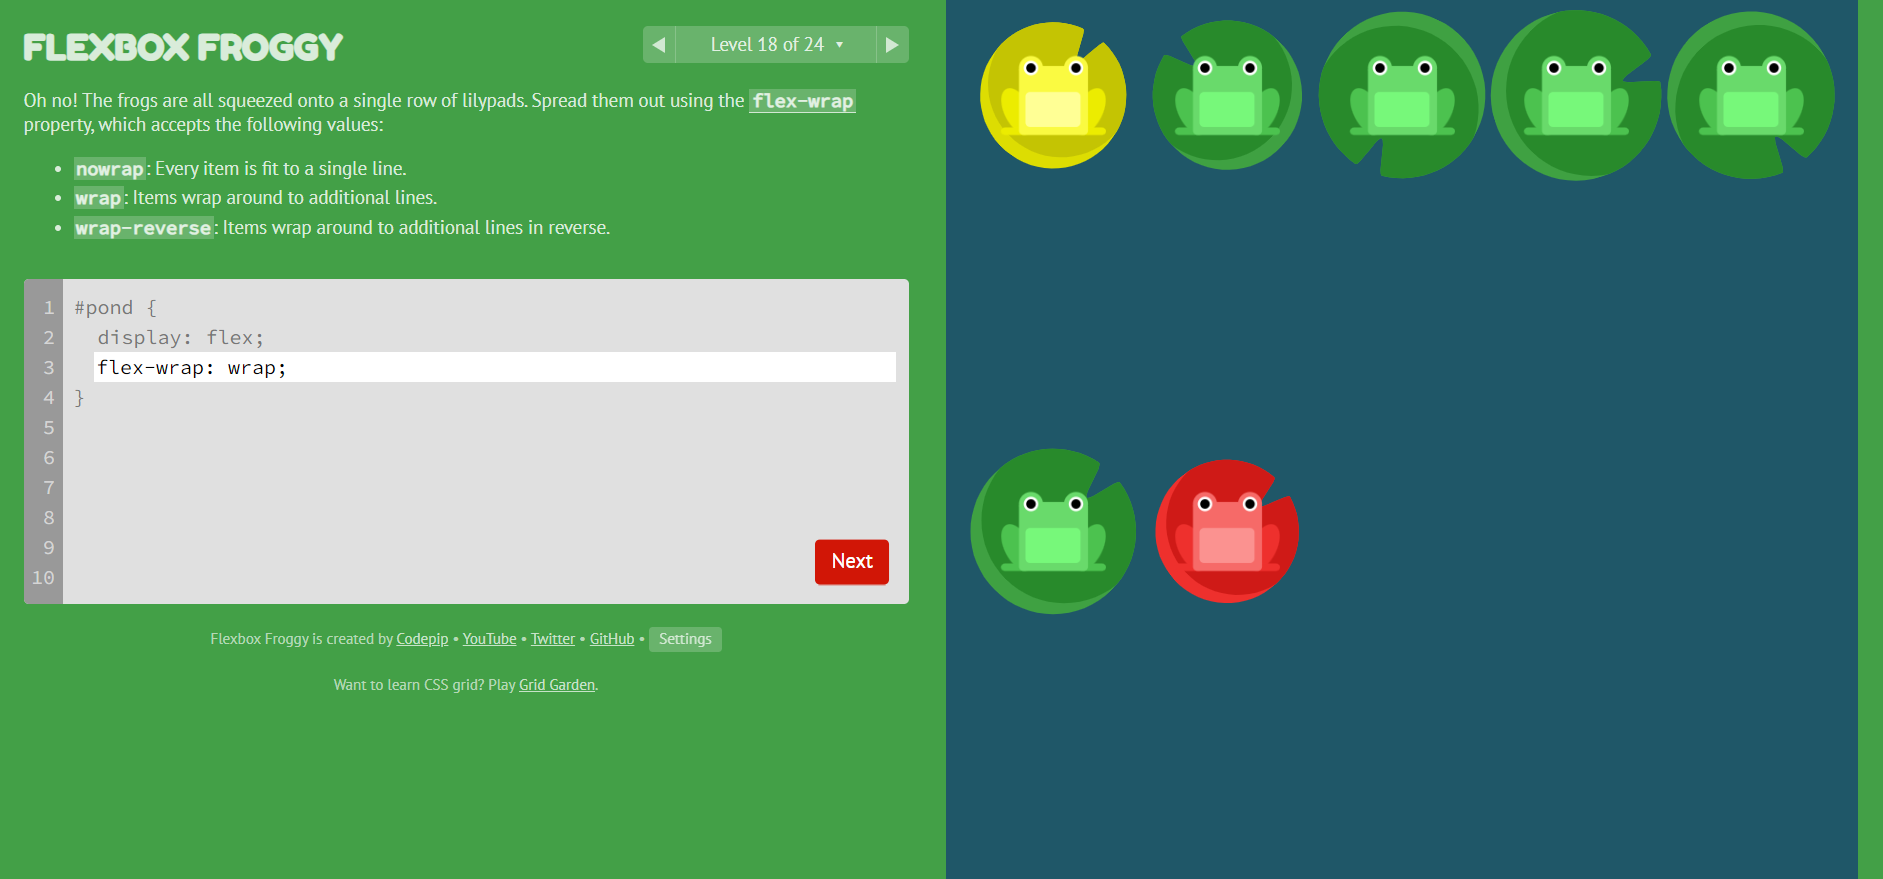 FLEXBOX FROGGY
◀ Level 18 of 24 ▼ ▶
Oh no! The frogs are all squeezed onto a single row of lilypads. Spread them out using the flex-wrap
property, which accepts the following values:
• nowrap: Every item is fit to a single line.
• wrap: Items wrap around to additional lines.
• wrap-reverse: Items wrap around to additional lines in reverse.
1 #pond {
2 display: flex;
3 flex-wrap: wrap;
4 }
5
6
7
8
9
10
Next
Flexbox Froggy is created by Codepip • YouTube • Twitter • GitHub • Settings
Want to learn CSS grid? Play Grid Garden.